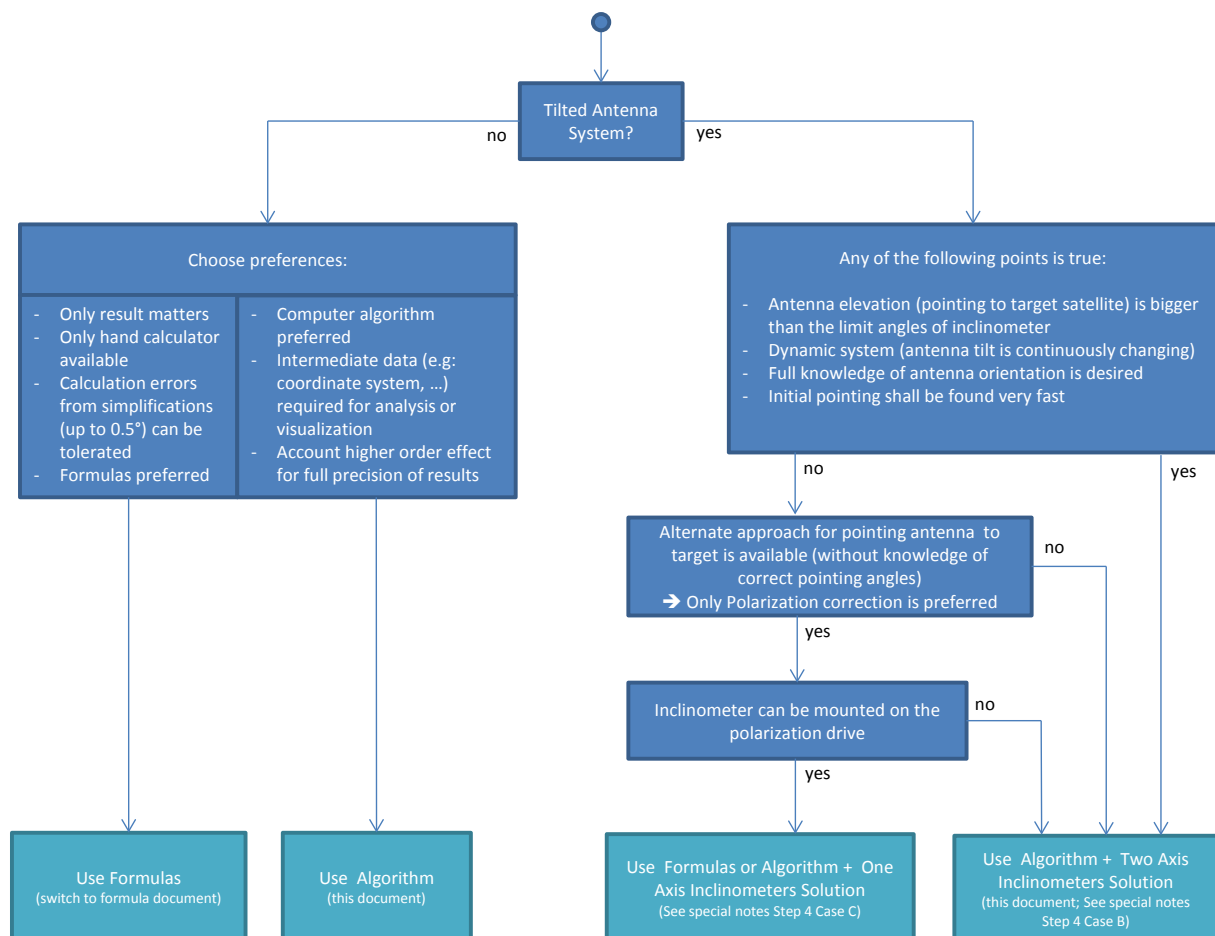 Tilted Antenna
System?
no
yes
Choose preferences:
- Only result matters
- Only hand calculator
available
- Calculation errors
from simplifications
(up to 0.5°) can be
tolerated
- Formulas preferred
- Computer algorithm
preferred
- Intermediate data (e.g:
coordinate system, …)
required for analysis or
visualization
- Account higher order effect
for full precision of results
Any of the following points is true:
- Antenna elevation (pointing to target satellite) is bigger
than the limit angles of inclinometer
- Dynamic system (antenna tilt is continuously changing)
- Full knowledge of antenna orientation is desired
- Initial pointing shall be found very fast
no
yes
Alternate approach for pointing antenna to
target is available (without knowledge of
correct pointing angles)
➔ Only Polarization correction is preferred
no
yes
Inclinometer can be mounted on the
polarization drive
no
yes
Use Formulas
(switch to formula document)
Use Algorithm
(this document)
Use Formulas or Algorithm + One
Axis Inclinometers Solution
(See special notes Step 4 Case C)
Use Algorithm + Two Axis
Inclinometers Solution
(this document; See special notes
Step 4 Case B)